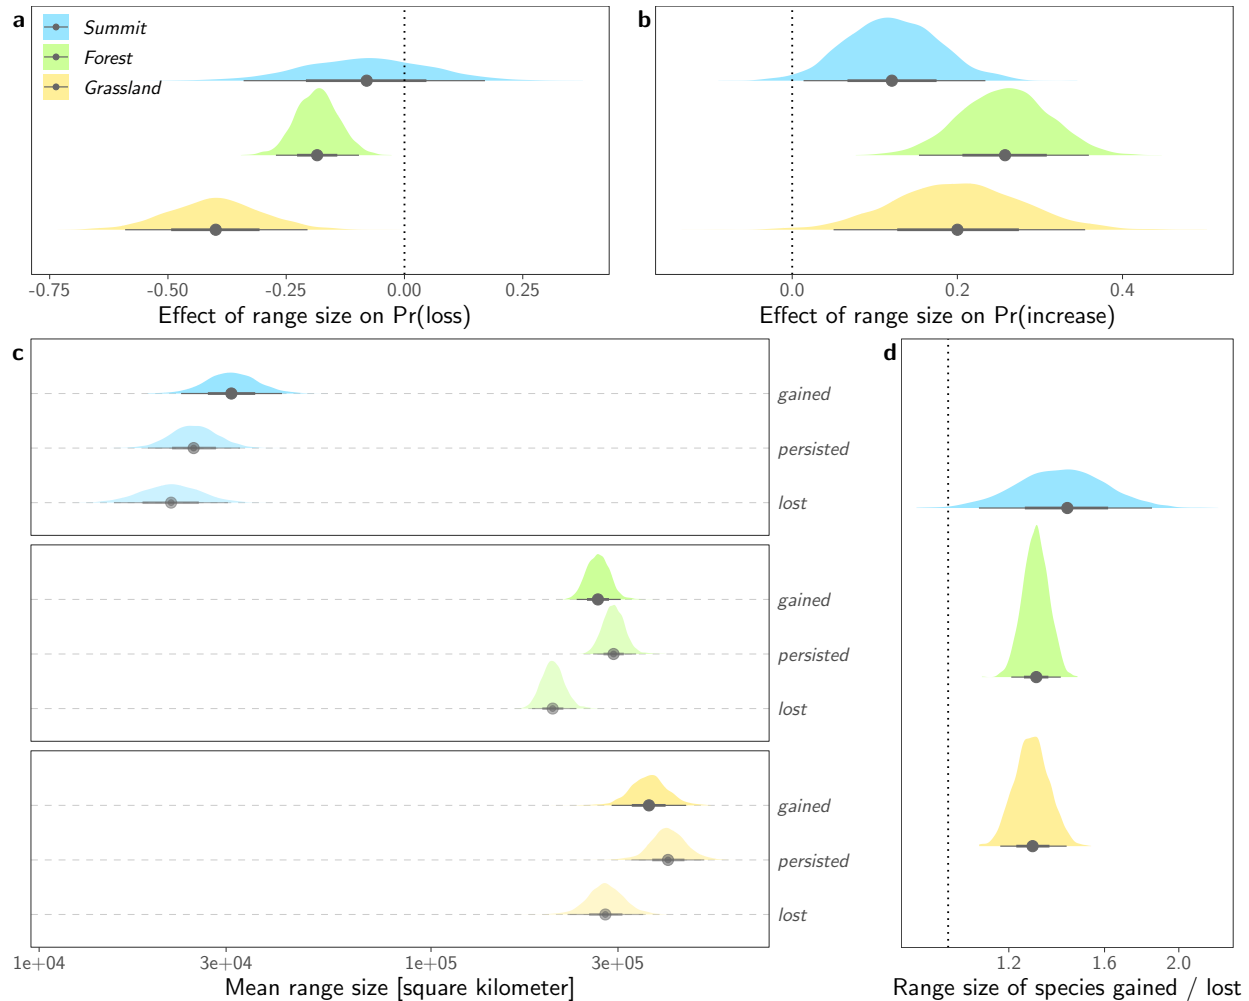 a
Summit
Forest
Grassland
-0.75 -0.50 -0.25 0.00 0.25
Effect of range size on Pr(loss)
b
0.0 0.2 0.4
Effect of range size on Pr(increase)
c
gained
persisted
lost
gained
persisted
lost
gained
persisted
lost
1e+04 3e+04 1e+05 3e+05
Mean range size [square kilometer]
d
1.2 1.6 2.0
Range size of species gained / lost